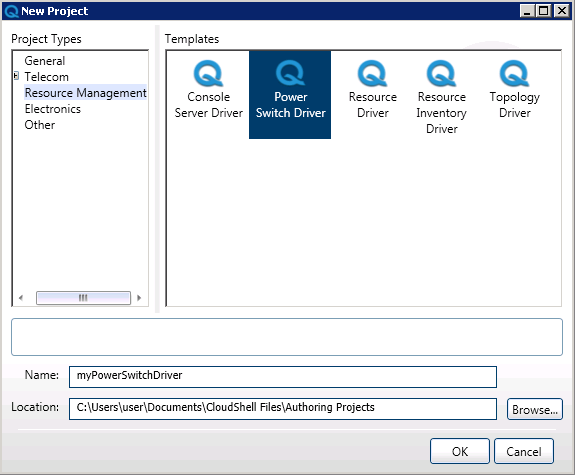 New Project
Project Types
Templates
General
Telecom
Resource Management
Electronics
Other
Console
Server Driver
Power
Switch Driver
Resource
Driver
Resource
Inventory
Driver
Topology
Driver
Name:
myPowerSwitchDriver
Location:
C:\Users\user\Documents\CloudShell Files\Authoring Projects
Browse...
OK
Cancel